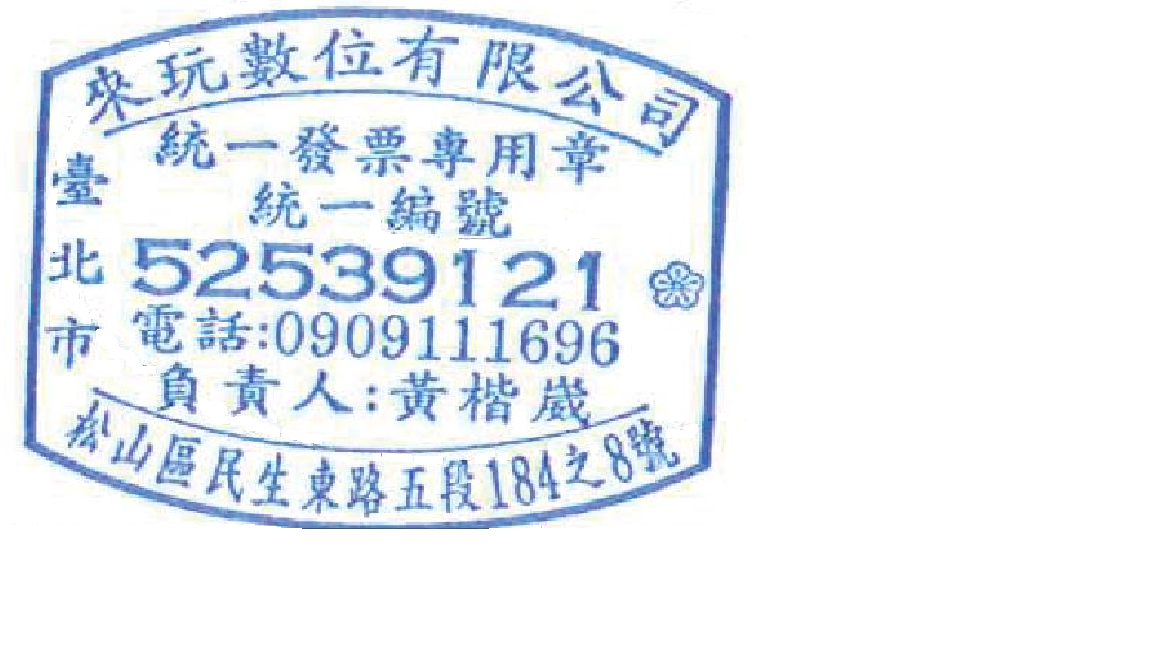 來玩數位有限公司
統一發票專用章
統一編號
52539121
電話:0909111696
負責人:黃楷崴
臺北市
松山區民生東路五段184之8號